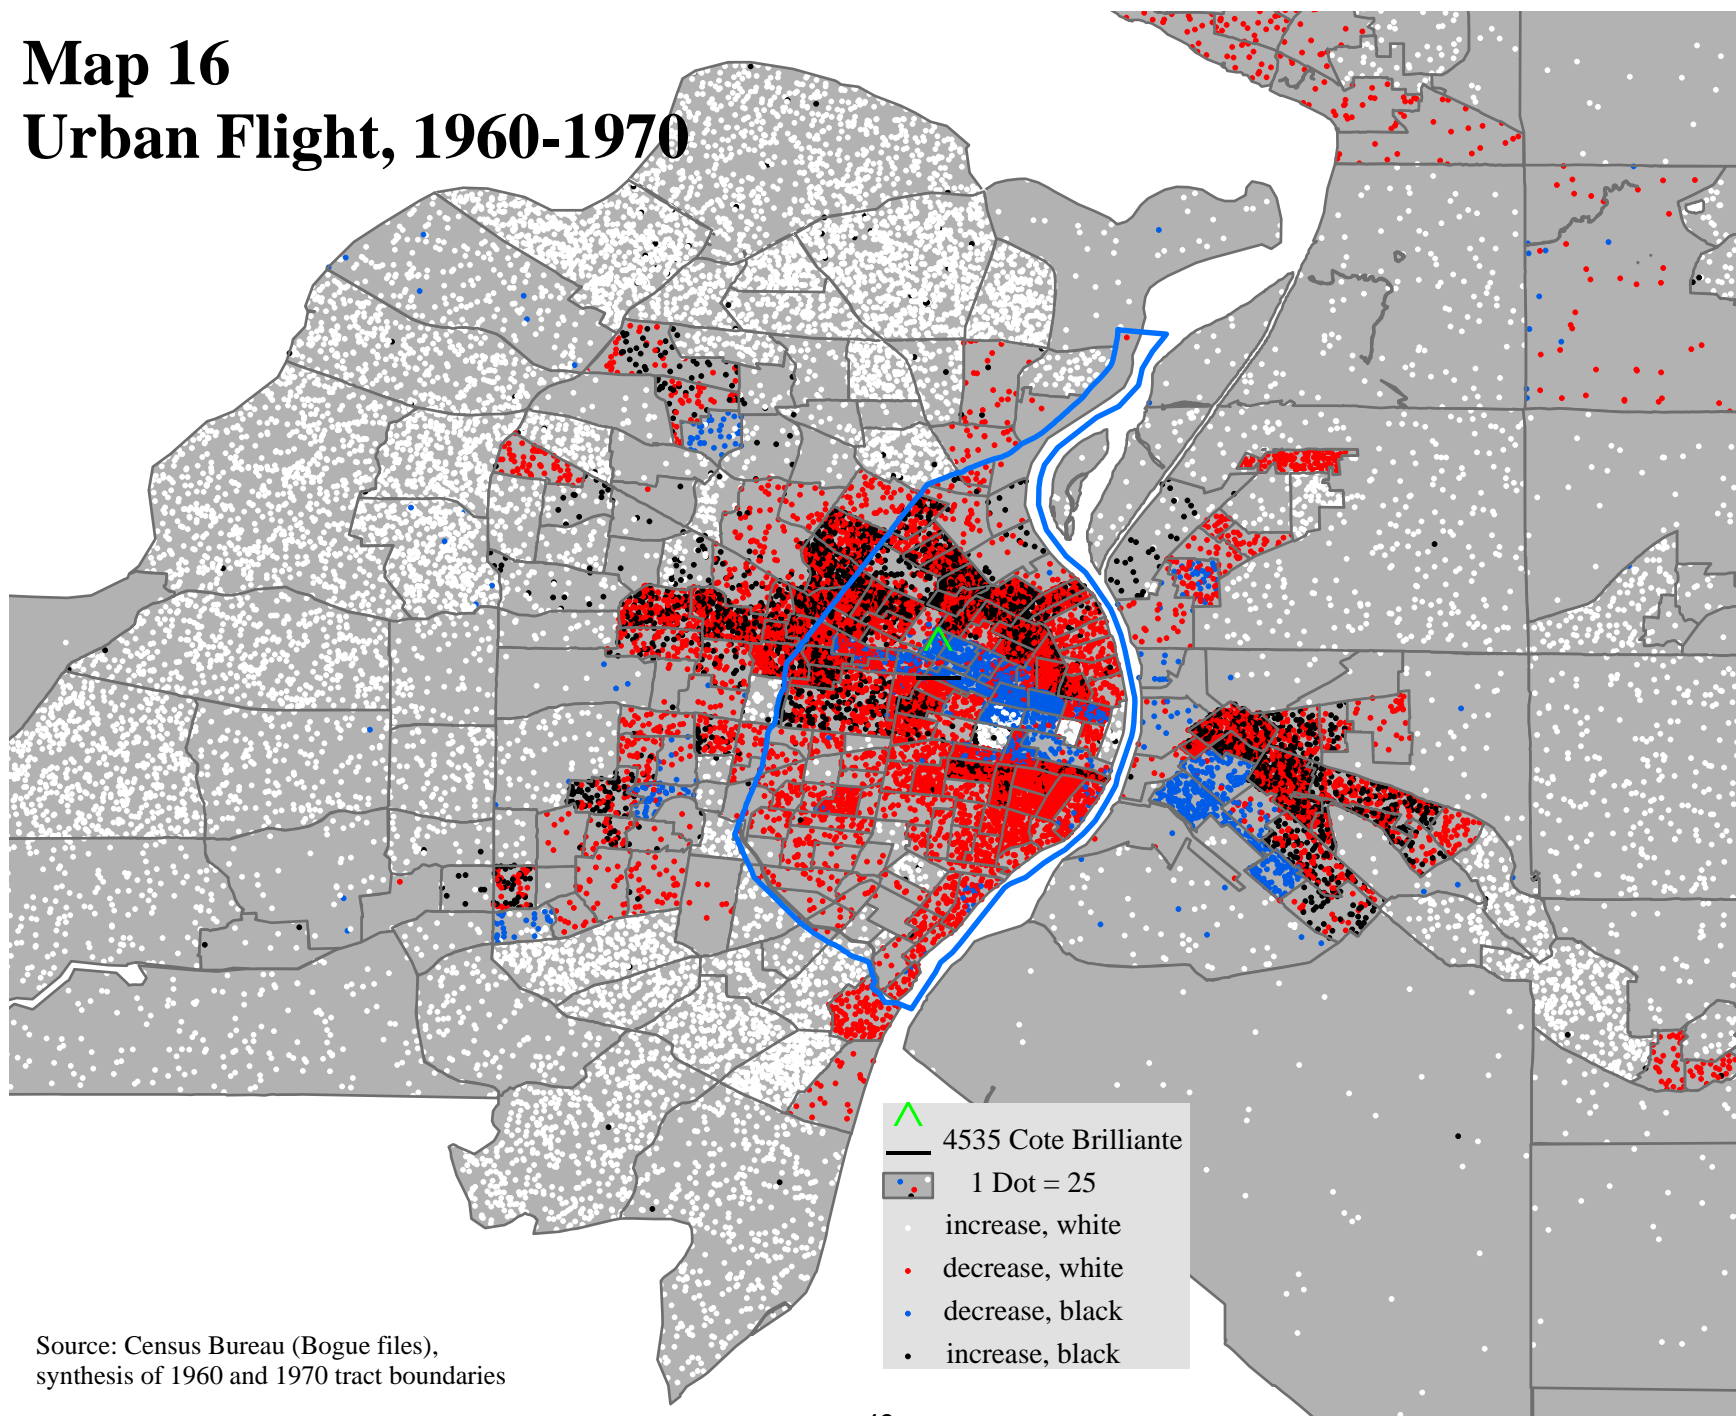 Map 16
Urban Flight, 1960-1970
4535 Cote Brilliante
1 Dot = 25
increase, white
decrease, white
decrease, black
increase, black
Source: Census Bureau (Bogue files),
synthesis of 1960 and 1970 tract boundaries